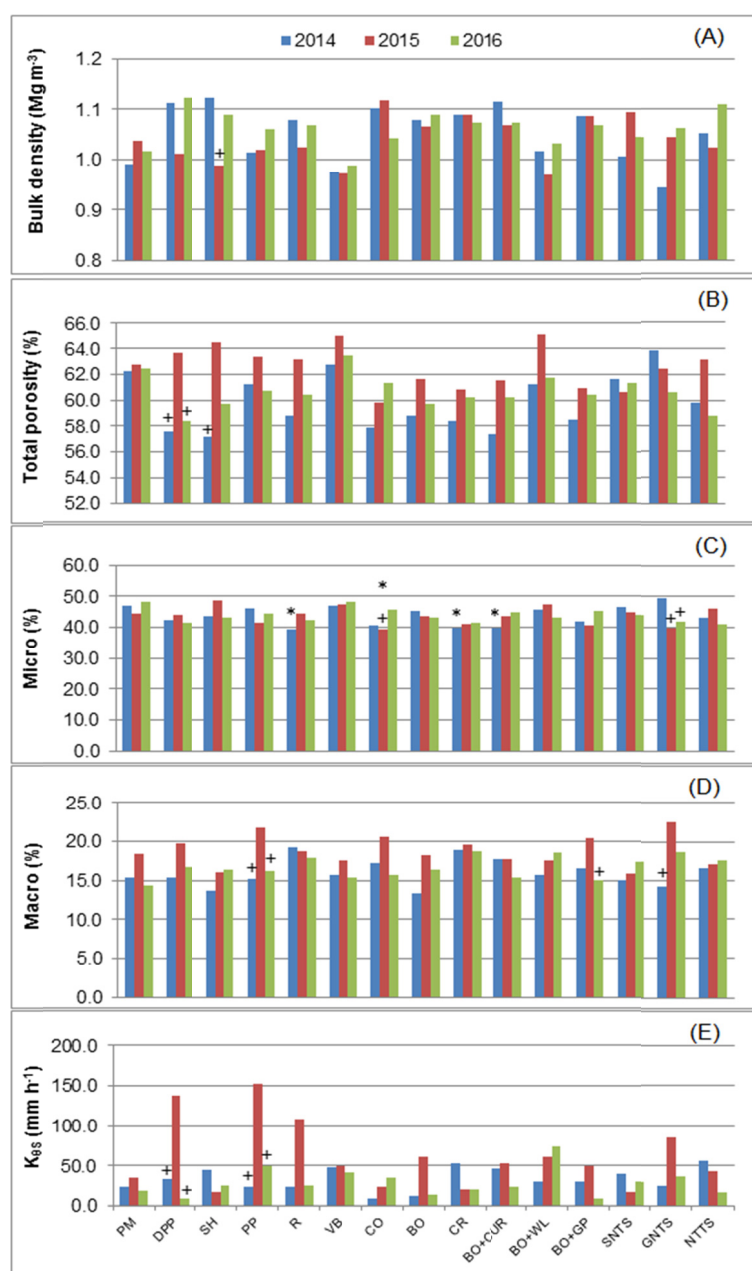 2014 2015 2016
(A)
Bulk density (Mgm-3)
1.2
1.1
1.0
0.9
0.8
+
(B)
Total porosity (%)
66.0
64.0
62.0
60.0
58.0
56.0
54.0
52.0
+ + +
(C)
Micro (%)
60.0
50.0
40.0
30.0
20.0
10.0
0.0
* * + * * + +
(D)
Macro (%)
25.0
20.0
15.0
10.0
5.0
0.0
+ + + +
(E)
KθS (mm h-1)
200.0
150.0
100.0
50.0
0.0
+ + + +
PM DPP SH PP R VB CO BO CR BO+CUR BO+WL BO+GP SNTS GNTS NTTS